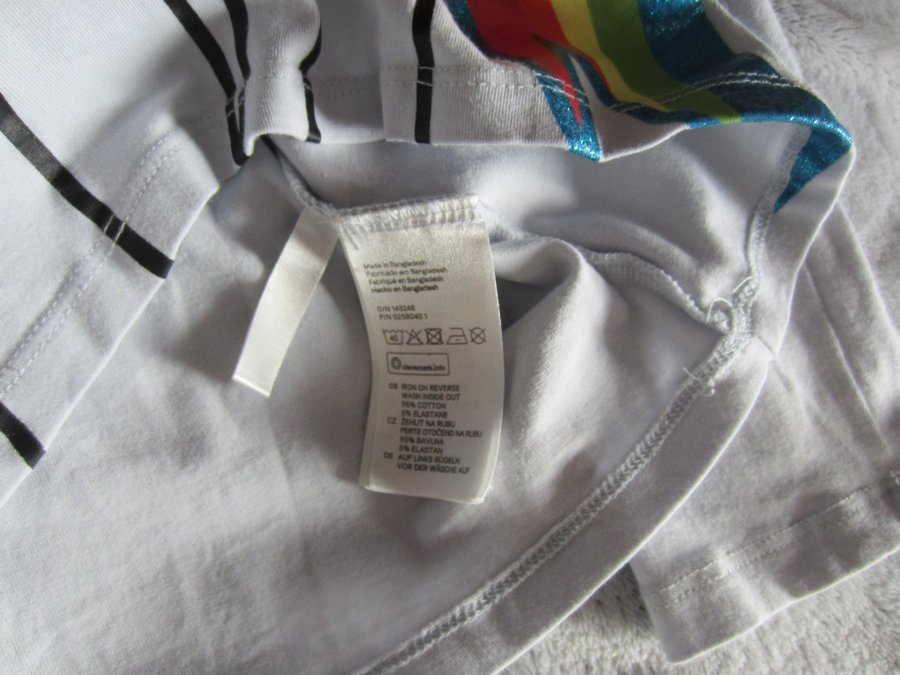 Made in Bangladesh
Fabricado en Bangladesh
Fabriqué en Bangladesh
Hecho en Bangladesh
O/N 143248
P/N 0258040 1
40
clevercare.info
GB IRON ON REVERSE
WASH INSIDE OUT
95% COTTON
5% ELASTANE
CZ ŽEHLIT NA RUBU
PERTE OTOČENO NA RUBU
95% BAVLNA
5% ELASTAN
DE AUF LINKS BÜGELN
VOR DER WÄSCHE AUF